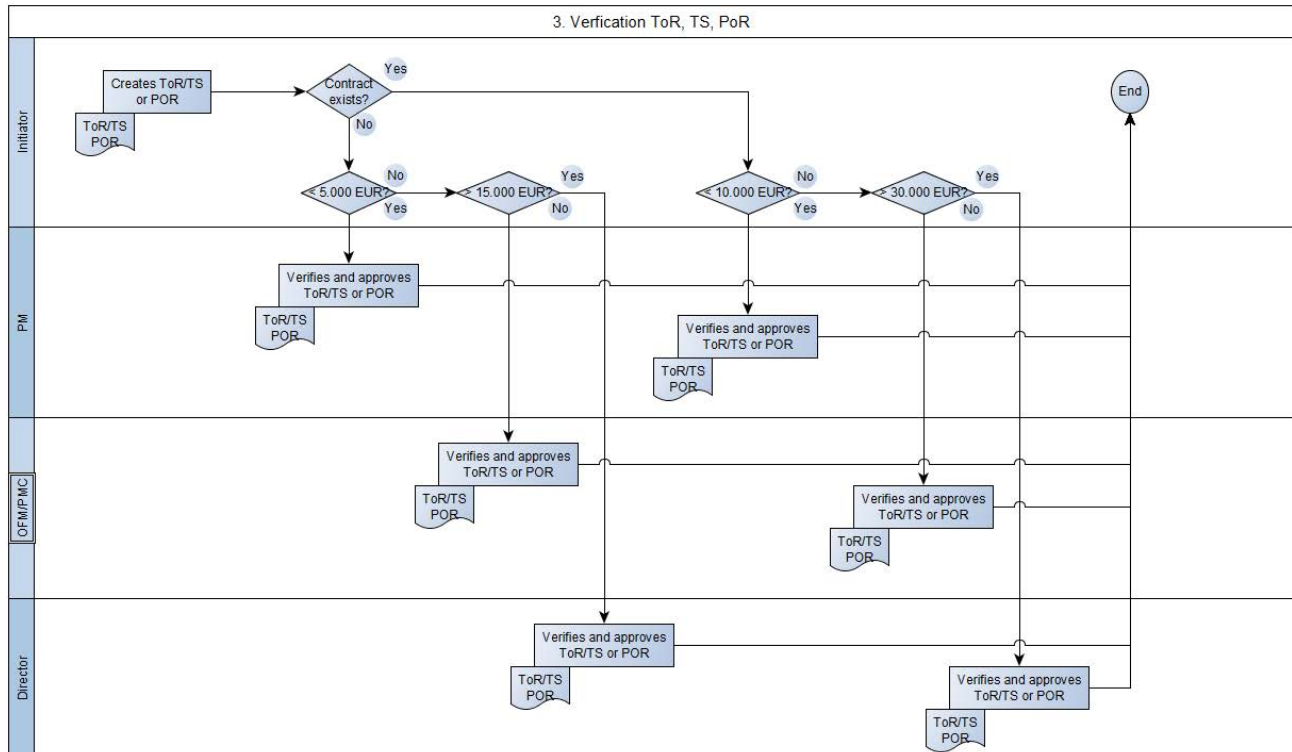 3. Verfication ToR, TS, PoR
Initiator
Creates ToR/TS
or POR
ToR/TS
POR
Contract
exists?
Yes
No
End
< 5.000 EUR?
No
Yes
> 15.000 EUR?
Yes
No
< 10.000 EUR?
No
Yes
> 30.000 EUR?
Yes
No
PM
Verifies and approves
ToR/TS or POR
ToR/TS
POR
Verifies and approves
ToR/TS or POR
ToR/TS
POR
OFM/PMC
Verifies and approves
ToR/TS or POR
ToR/TS
POR
Verifies and approves
ToR/TS or POR
ToR/TS
POR
Director
Verifies and approves
ToR/TS or POR
ToR/TS
POR
Verifies and approves
ToR/TS or POR
ToR/TS
POR